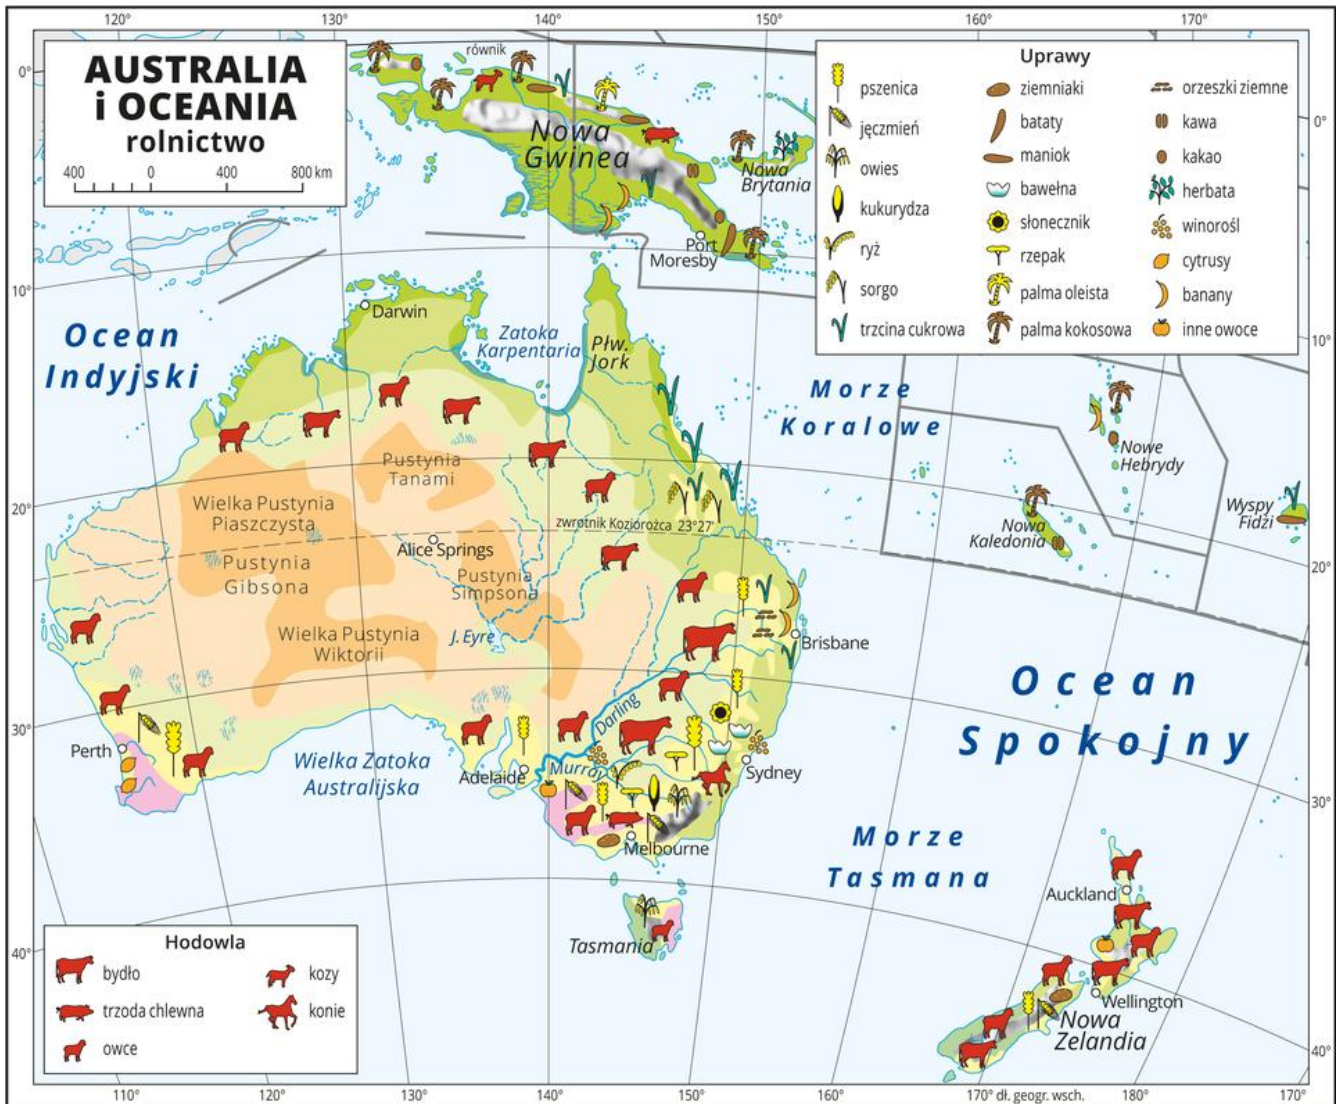 120°
130°
140°
150°
160°
170°
AUSTRALIA
i OCEANIA
rolnictwo
400
0
400
800 km
równik
Uprawy
pszenica
jęczmień
owies
kukurydza
ryż
sorgo
trzcina cukrowa
ziemniaki
bataty
maniok
bawełna
słonecznik
rzepak
palma oleista
palma kokosowa
orzeszki ziemne
kawa
kakao
herbata
winorośl
cytrusy
banany
inne owoce
0°
0°
Nowa
Gwinea
Nowa
Brytania
Port
Moresby
10°
10°
Ocean
Indyjski
Darwin
Zatoka
Karpentaria
Płw.
Jork
Morze
Koralowe
Nowe
Hebrydy
Pustynia
Tanami
Wielka Pustynia
Piaszczysta
20°
zwrotnik Koziorożca 23°27'
Nowa
Kaledonia
Wyspy
Fidżi
20°
Alice Springs
Pustynia
Gibsona
Pustynia
Simpsona
Wielka Pustynia
Wiktorii
J. Eyre
Brisbane
Ocean
Spokojny
30°
Darling
Perth
Wielka Zatoka
Australijska
Adelaide
Murray
Sydney
30°
Melbourne
Morze
Tasmana
Auckland
Tasmania
40°
Wellington
Nowa
Zelandia
40°
Hodowla
bydło
trzoda chlewna
owce
kozy
konie
110°
120°
130°
140°
150°
160°
170° dł. geogr. wsch.
180°
170°